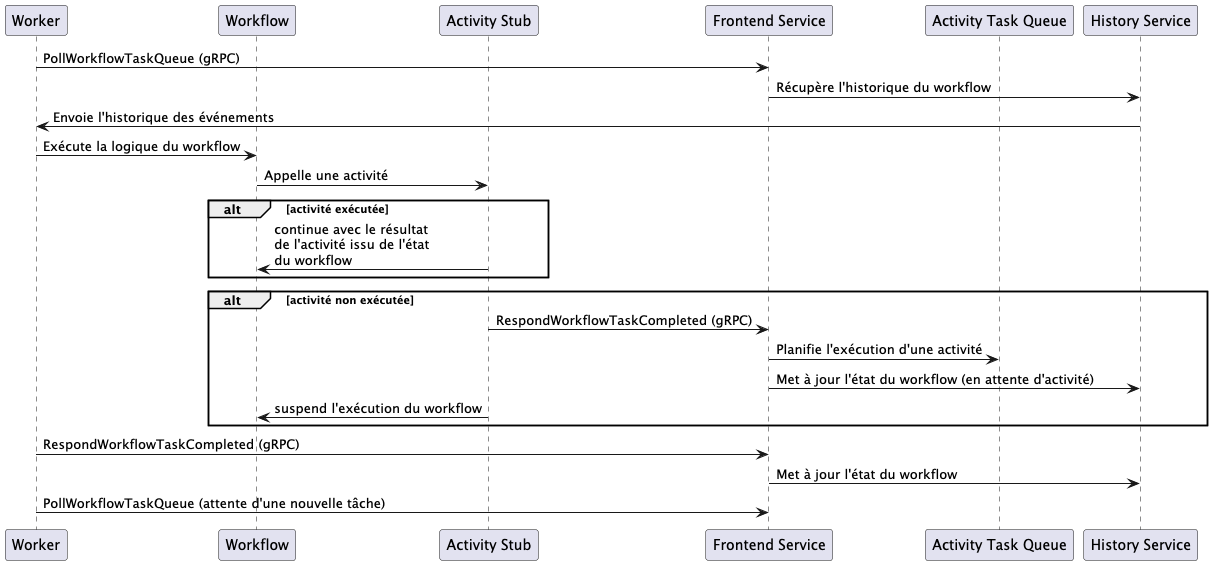 Worker Workflow Activity Stub Frontend Service Activity Task Queue History Service
PollWorkflowTaskQueue (gRPC)
Récupère l'historique du workflow
Envoie l'historique des événements
Exécute la logique du workflow
Appelle une activité
alt [activité exécutée]
continue avec le résultat
de l'activité issu de l'état
du workflow
alt [activité non exécutée]
RespondWorkflowTaskCompleted (gRPC)
Planifie l'exécution d'une activité
Met à jour l'état du workflow (en attente d'activité)
suspend l'exécution du workflow
RespondWorkflowTaskCompleted (gRPC)
Met à jour l'état du workflow
PollWorkflowTaskQueue (attente d'une nouvelle tâche)
Worker Workflow Activity Stub Frontend Service Activity Task Queue History Service